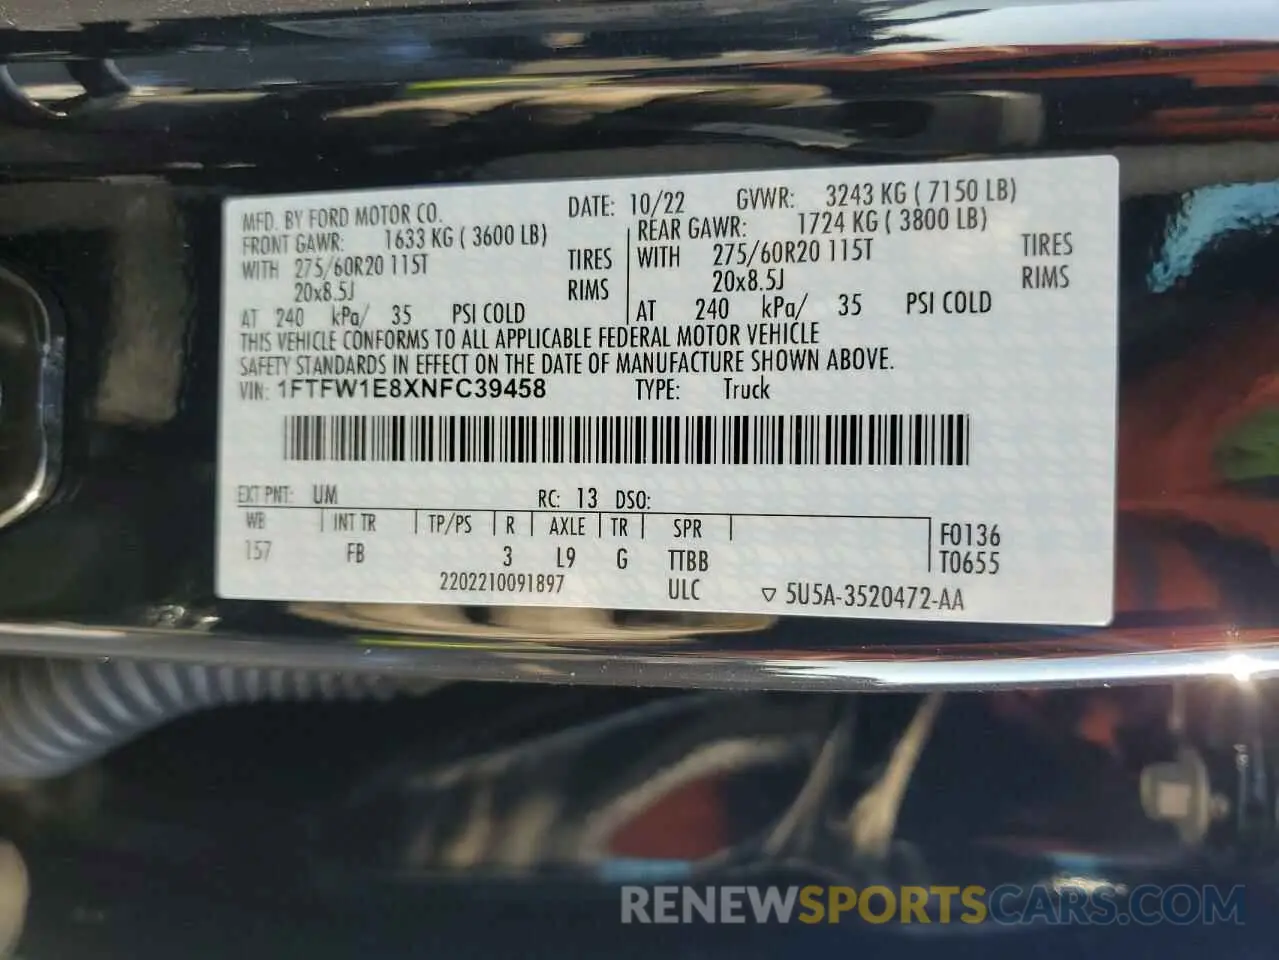 MFD. BY FORD MOTOR CO. DATE: 10/22 GVWR: 3243 KG ( 7150 LB)
FRONT GAWR: 1633 KG ( 3600 LB) REAR GAWR: 1724 KG ( 3800 LB)
WITH 275/60R20 115T TIRES WITH 275/60R20 115T TIRES
20x8.5J RIMS 20x8.5J RIMS
AT 240 kPa/ 35 PSI COLD AT 240 kPa/ 35 PSI COLD
THIS VEHICLE CONFORMS TO ALL APPLICABLE FEDERAL MOTOR VEHICLE
SAFETY STANDARDS IN EFFECT ON THE DATE OF MANUFACTURE SHOWN ABOVE.
VIN: 1FTFW1E8XNFC39458 TYPE: Truck
EXT PNT: UM RC: 13 DSO:
WB INT TR TP/PS R AXLE TR SPR F0136
157 FB 3 L9 G TTBB T0655
2202210091897 ULC ▽ 5U5A-3520472-AA
RENEWSPORTSCARS.COM